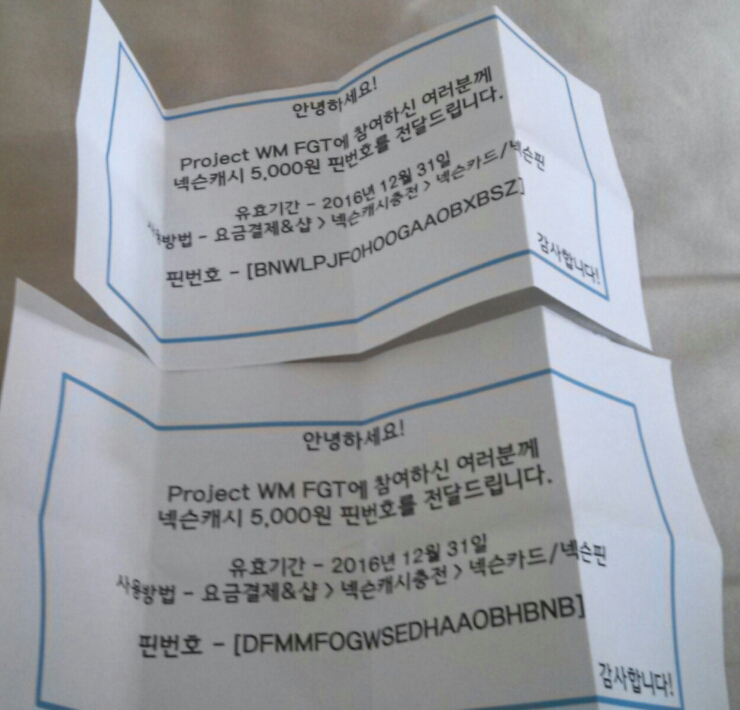 안녕하세요!
Project WM FGT에 참여하신 여러분께
넥슨캐시 5,000원 핀번호를 전달드립니다.
유효기간 - 2016년 12월 31일
사용방법 - 요금결제&샵 > 넥슨캐시충전 > 넥슨카드/넥슨핀
핀번호 - [BNWLPJFOHOOGAAOBXBSZ]
감사합니다!
안녕하세요!
Project WM FGT에 참여하신 여러분께
넥슨캐시 5,000원 핀번호를 전달드립니다.
유효기간 - 2016년 12월 31일
사용방법 - 요금결제&샵 > 넥슨캐시충전 > 넥슨카드/넥슨핀
핀번호 - [DFMMFOGWSEDHAAOBHBNB]
감사합니다!